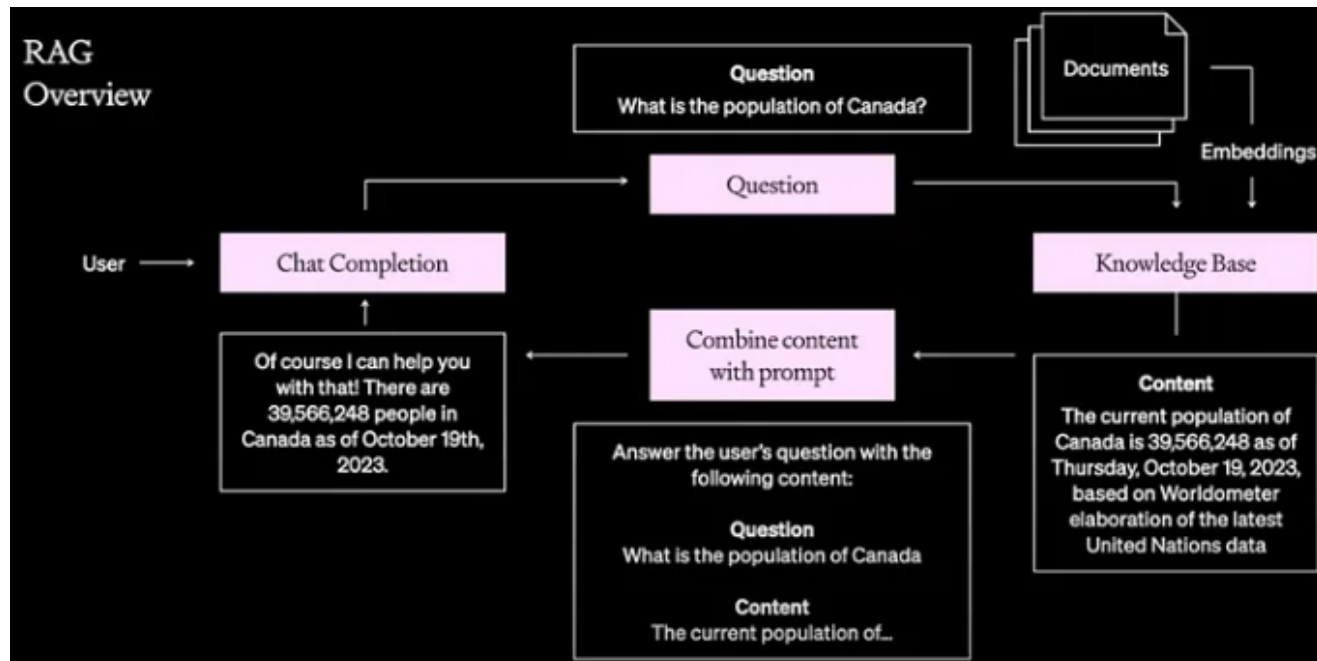 RAG
Overview
Question
What is the population of Canada?
Documents
Embeddings
Question
User
Chat Completion
Knowledge Base
Of course I can help you
with that! There are
39,566,248 people in
Canada as of October 19th,
2023.
Combine content
with prompt
Content
The current population of
Canada is 39,566,248 as of
Thursday, October 19, 2023,
based on Worldometer
elaboration of the latest
United Nations data
Answer the user's question with the
following content:
Question
What is the population of Canada
Content
The current population of...